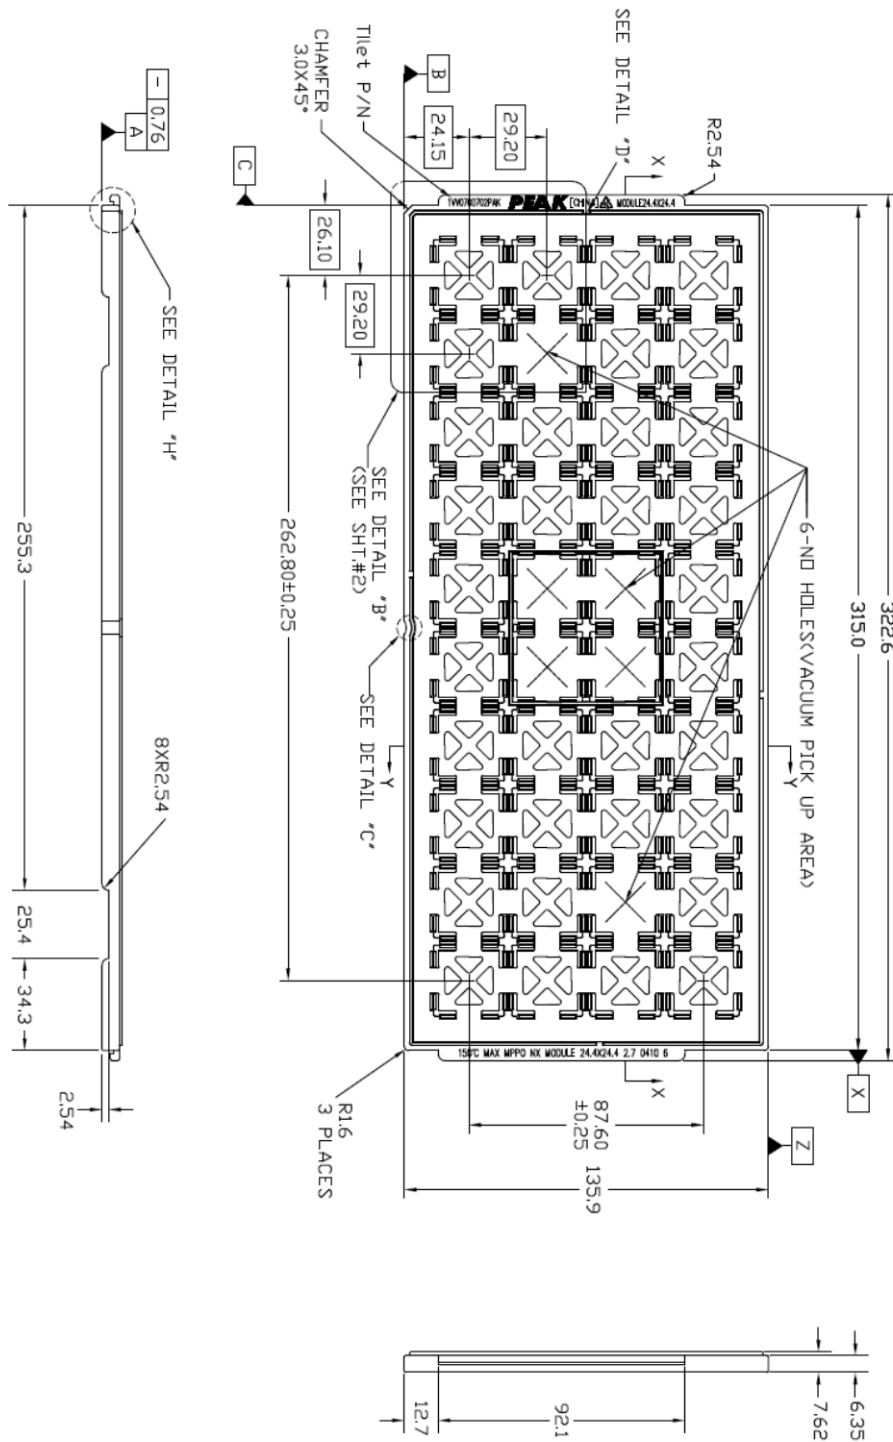 SEE DETAIL "D"
Tilet P/N
CHAMFER
3.0X45°
B
24.15
29.20
X
R2.54
- 0.76
A
C
TVV0700702PAK PEAK [CHINA] MODULE24.4X24.4
26.10
29.20
322.6
315.0
SEE DETAIL "H"
SEE DETAIL "B"
(SEE SHT.#2)
262.80±0.25
255.3
6-NO HOLES(VACUUM PICK UP AREA)
SEE DETAIL "C"
Y
Y
8XR2.54
25.4
34.3
2.54
150°C MAX MPPO NX MODULE 24.4X24.4 2.7 0410 6
R1.6
3 PLACES
X
X
87.60
±0.25
Z
135.9
12.7
92.1
7.62
6.35